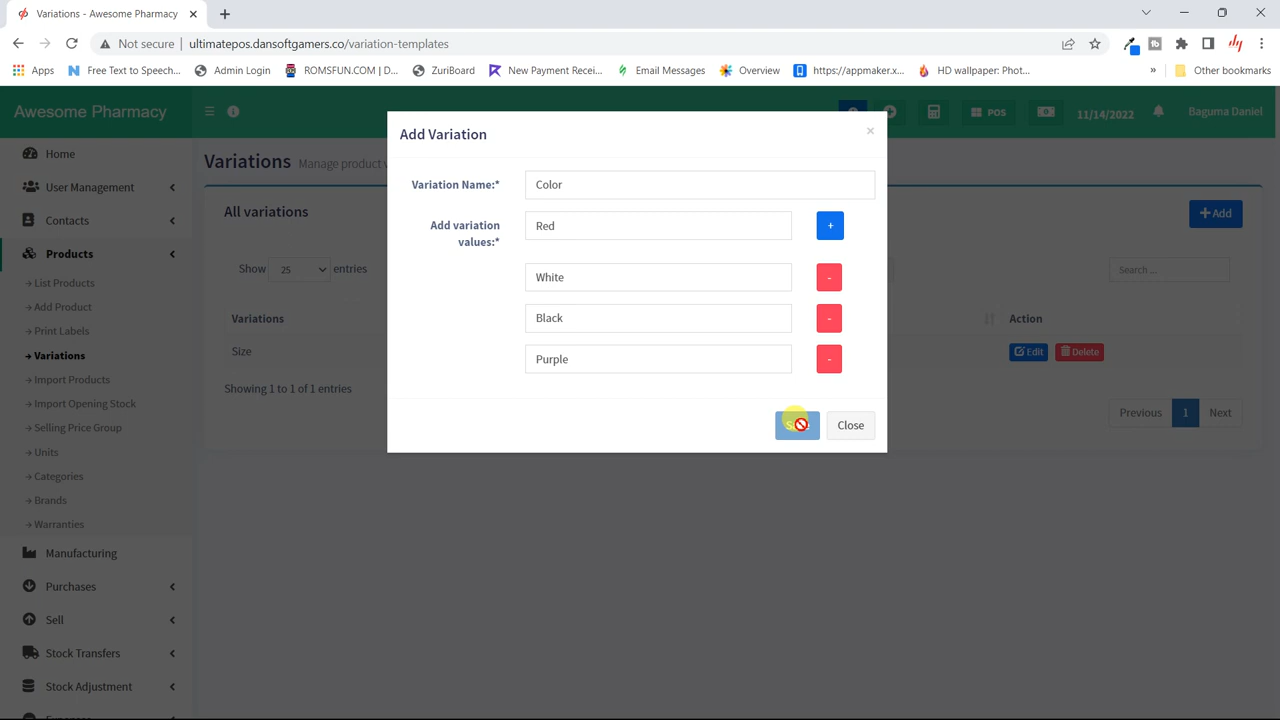 Variations - Awesome Pharmacy
Not secure
ultimatepos.dansoftgamers.co/variation-templates
Apps
Free Text to Speech...
Admin Login
ROMSFUN.COM | D...
ZuriBoard
New Payment Recei...
Email Messages
Overview
https://appmaker.x...
HD wallpaper: Phot...
»
Other bookmarks
Awesome Pharmacy
POS
11/14/2022
Baguma Daniel
Home
User Management
Contacts
Products
List Products
Add Product
Print Labels
Variations
Import Products
Import Opening Stock
Selling Price Group
Units
Categories
Brands
Warranties
Manufacturing
Purchases
Sell
Stock Transfers
Stock Adjustment
Variations Manage product
All variations
+ Add
Show 25 entries
Search ...
Variations
Action
Size
Edit
Delete
Showing 1 to 1 of 1 entries
Previous 1 Next
Add Variation
×
Variation Name:*
Color
Add variation
values:*
Red
+
White
-
Black
-
Purple
-
Close